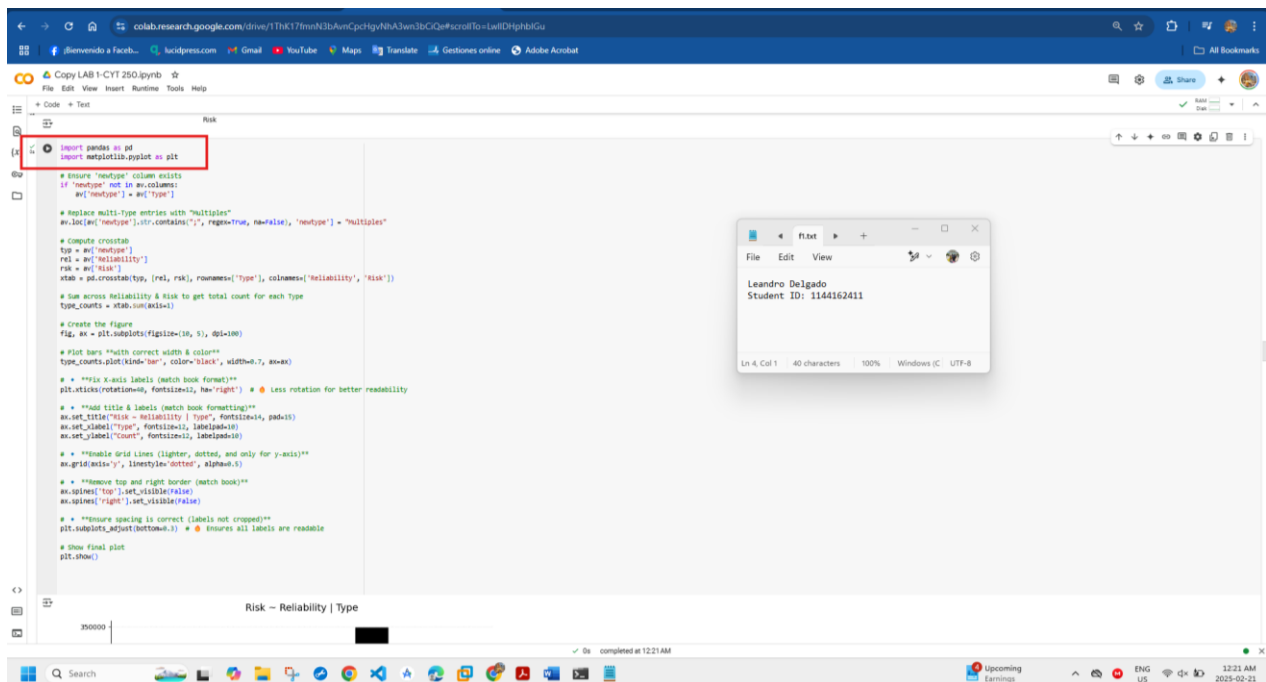 colab.research.google.com/drive/1ThK17fmnN3bAvnCpcHgvNhA3wn3bCiQe#scrollTo=LwlIDHphbIGu
¡Bienvenido a Faceb... lucidpress.com Gmail YouTube Maps Translate Gestiones online Adobe Acrobat All Bookmarks
Copy LAB 1-CYT 250.ipynb
File Edit View Insert Runtime Tools Help
Share
+ Code + Text
RAM
Disk
Risk
import pandas as pd
import matplotlib.pyplot as plt
# Ensure 'newtype' column exists
if 'newtype' not in av.columns:
av['newtype'] = av['Type']
# Replace multi-Type entries with "Multiples"
av.loc[av['newtype'].str.contains(";", regex=True, na=False), 'newtype'] = "Multiples"
# Compute crosstab
typ = av['newtype']
rel = av['Reliability']
rsk = av['Risk']
xtab = pd.crosstab(typ, [rel, rsk], rownames=['Type'], colnames=['Reliability', 'Risk'])
# Sum across Reliability & Risk to get total count for each Type
type_counts = xtab.sum(axis=1)
# Create the figure
fig, ax = plt.subplots(figsize=(10, 5), dpi=100)
# Plot bars **with correct width & color**
type_counts.plot(kind='bar', color='black', width=0.7, ax=ax)
# 🔹 **Fix X-axis labels (match book format)**
plt.xticks(rotation=40, fontsize=12, ha='right') # 🔥 Less rotation for better readability
# 🔹 **Add title & labels (match book formatting)**
ax.set_title("Risk ~ Reliability | Type", fontsize=14, pad=15)
ax.set_xlabel("Type", fontsize=12, labelpad=10)
ax.set_ylabel("Count", fontsize=12, labelpad=10)
# 🔹 **Enable Grid Lines (lighter, dotted, and only for y-axis)**
ax.grid(axis='y', linestyle='dotted', alpha=0.5)
# 🔹 **Remove top and right border (match book)**
ax.spines['top'].set_visible(False)
ax.spines['right'].set_visible(False)
# 🔹 **Ensure spacing is correct (labels not cropped)**
plt.subplots_adjust(bottom=0.3) # 🔥 Ensures all labels are readable
# Show final plot
plt.show()
f1.txt
File Edit View
Leandro Delgado
Student ID: 1144162411
Ln 4, Col 1 40 characters 100% Windows (C UTF-8
Risk ~ Reliability | Type
350000
0s completed at 12:21 AM
Search
Upcoming
Earnings
ENG
US
12:21 AM
2025-02-21